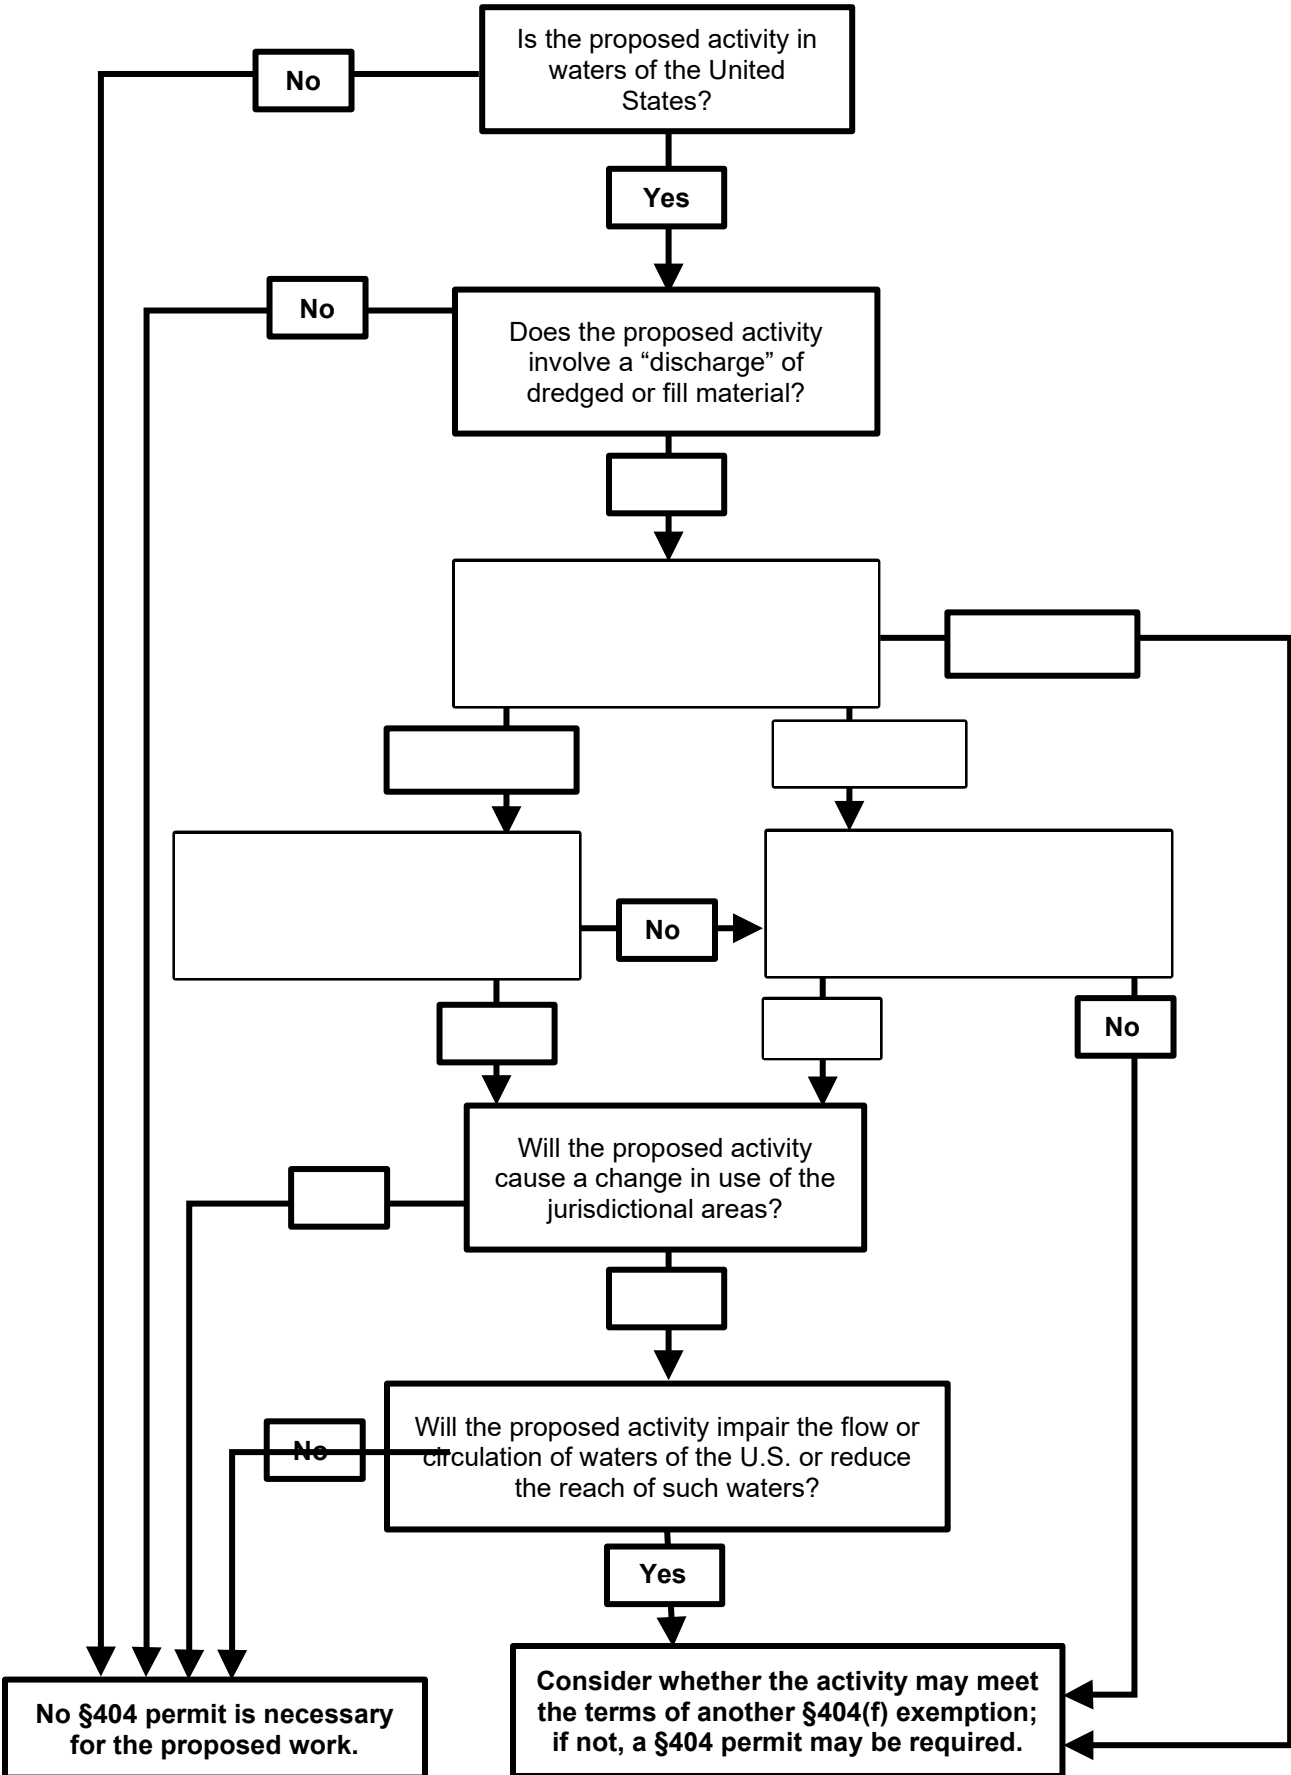 Is the proposed activity in
waters of the United
States?
No
Yes
No
Does the proposed activity
involve a “discharge” of
dredged or fill material?
No
No
Will the proposed activity
cause a change in use of the
jurisdictional areas?
Will the proposed activity impair the flow or
circulation of waters of the U.S. or reduce
the reach of such waters?
No
Yes
No §404 permit is necessary
for the proposed work.
Consider whether the activity may meet
the terms of another §404(f) exemption;
if not, a §404 permit may be required.